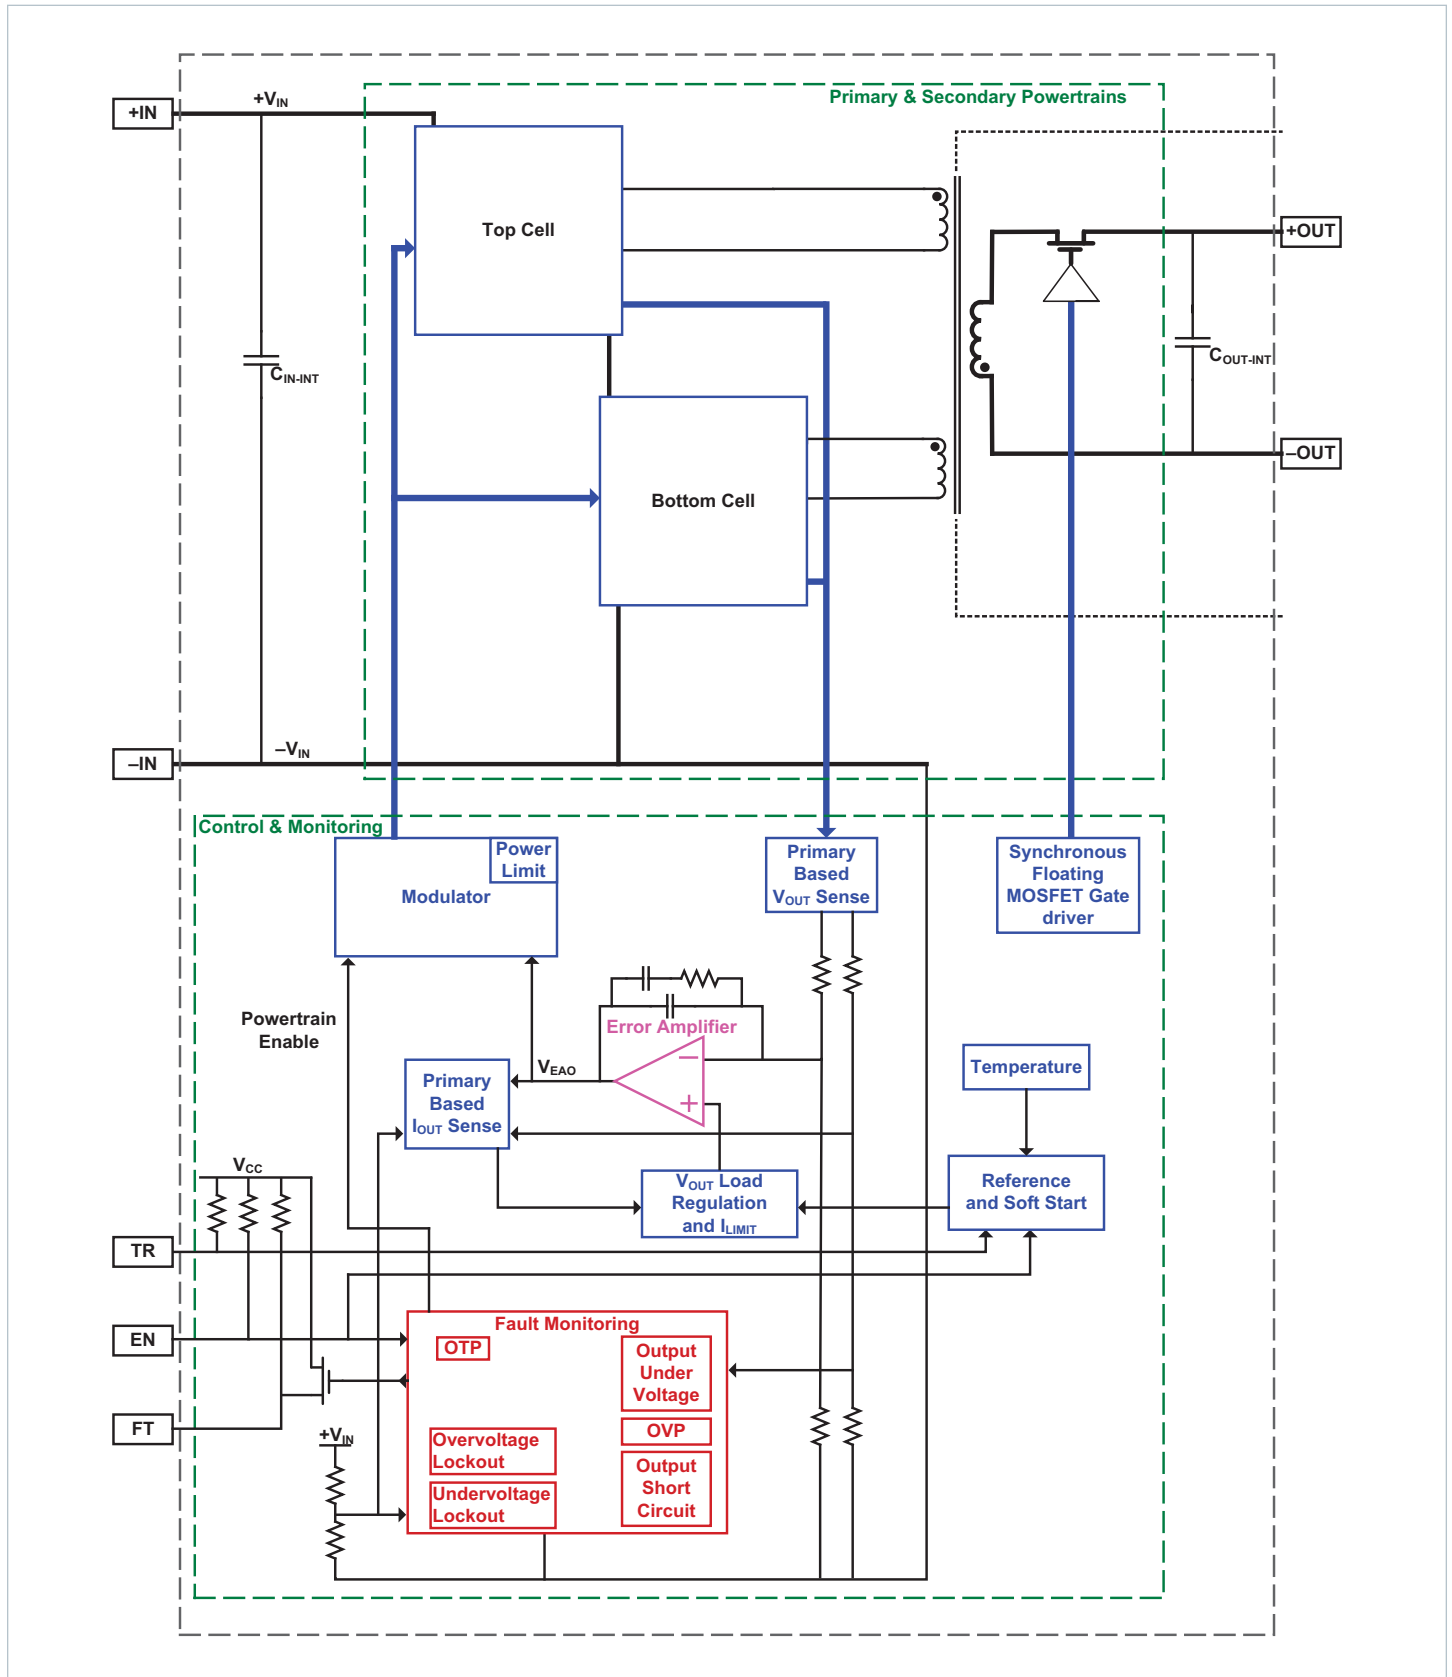 Primary & Secondary Powertrains
+IN
+VIN
Top Cell
+OUT
CIN-INT
COUT-INT
–OUT
Bottom Cell
–IN
–VIN
Control & Monitoring
Power
Limit
Modulator
Primary
Based
VOUT Sense
Synchronous
Floating
MOSFET Gate
driver
Powertrain
Enable
Error Amplifier
–
+
VEAO
Primary
Based
IOUT Sense
Temperature
VCC
VOUT Load
Regulation
and ILIMIT
Reference
and Soft Start
TR
EN
FT
Fault Monitoring
OTP
Output
Under
Voltage
OVP
+VIN
Overvoltage
Lockout
Undervoltage
Lockout
Output
Short
Circuit